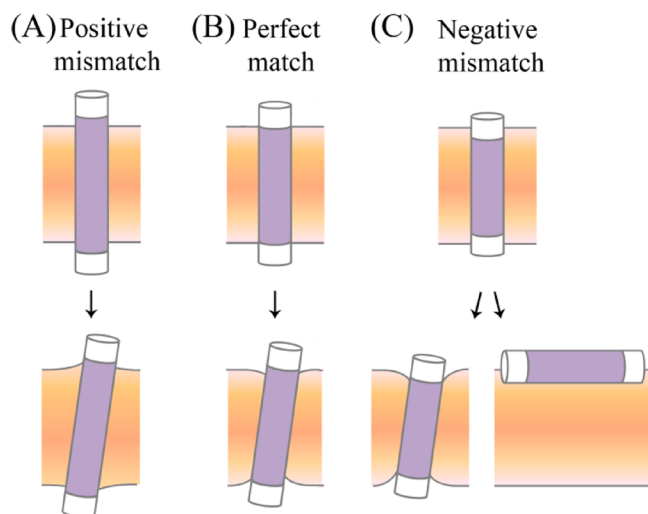 (A) Positive
mismatch
(B) Perfect
match
(C) Negative
mismatch